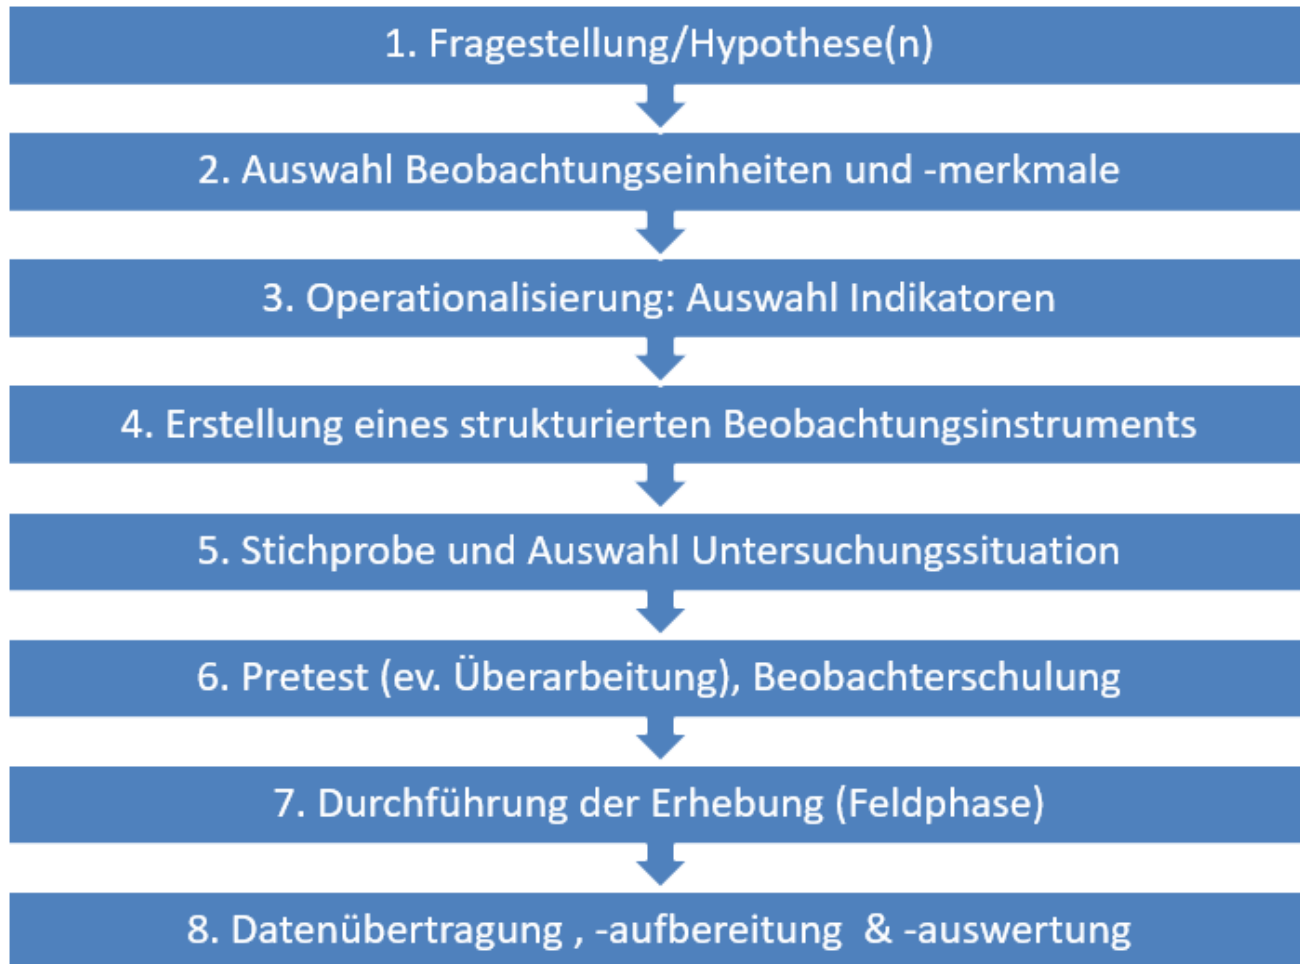 1. Fragestellung/Hypothese(n)
2. Auswahl Beobachtungseinheiten und -merkmale
3. Operationalisierung: Auswahl Indikatoren
4. Erstellung eines strukturierten Beobachtungsinstruments
5. Stichprobe und Auswahl Untersuchungssituation
6. Pretest (ev. Überarbeitung), Beobachterschulung
7. Durchführung der Erhebung (Feldphase)
8. Datenübertragung , -aufbereitung & -auswertung